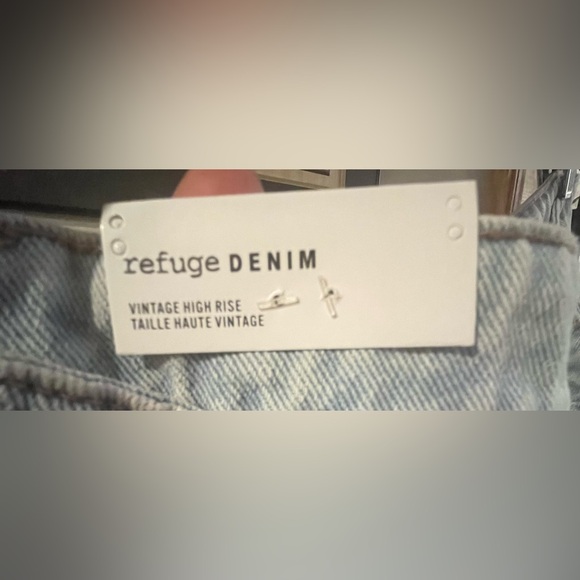 refuge DENIM
VINTAGE HIGH RISE
TAILLE HAUTE VINTAGE